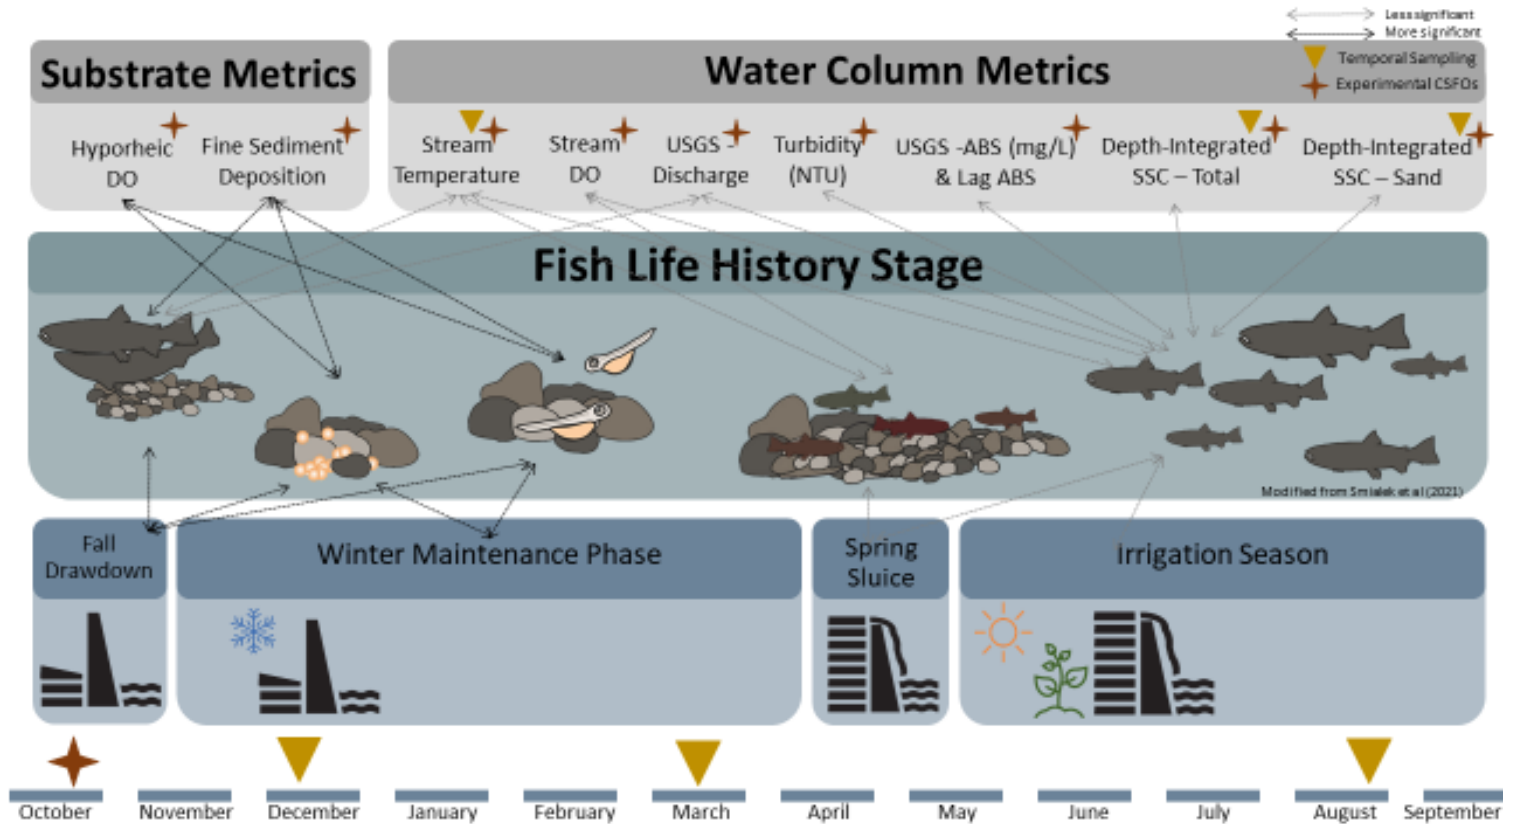 Less significant
More significant
Substrate Metrics
Water Column Metrics
Temporal Sampling
Experimental CSFOs
Hyporheic
DO
Fine Sediment
Deposition
Stream
Temperature
Stream
DO
USGS -
Discharge
Turbidity
(NTU)
USGS -ABS (mg/L)
& Lag ABS
Depth-Integrated
SSC – Total
Depth-Integrated
SSC – Sand
Fish Life History Stage
Modified from Smialek et al (2021)
Fall
Drawdown
Winter Maintenance Phase
Spring
Sluice
Irrigation Season
October
November
December
January
February
March
April
May
June
July
August
September